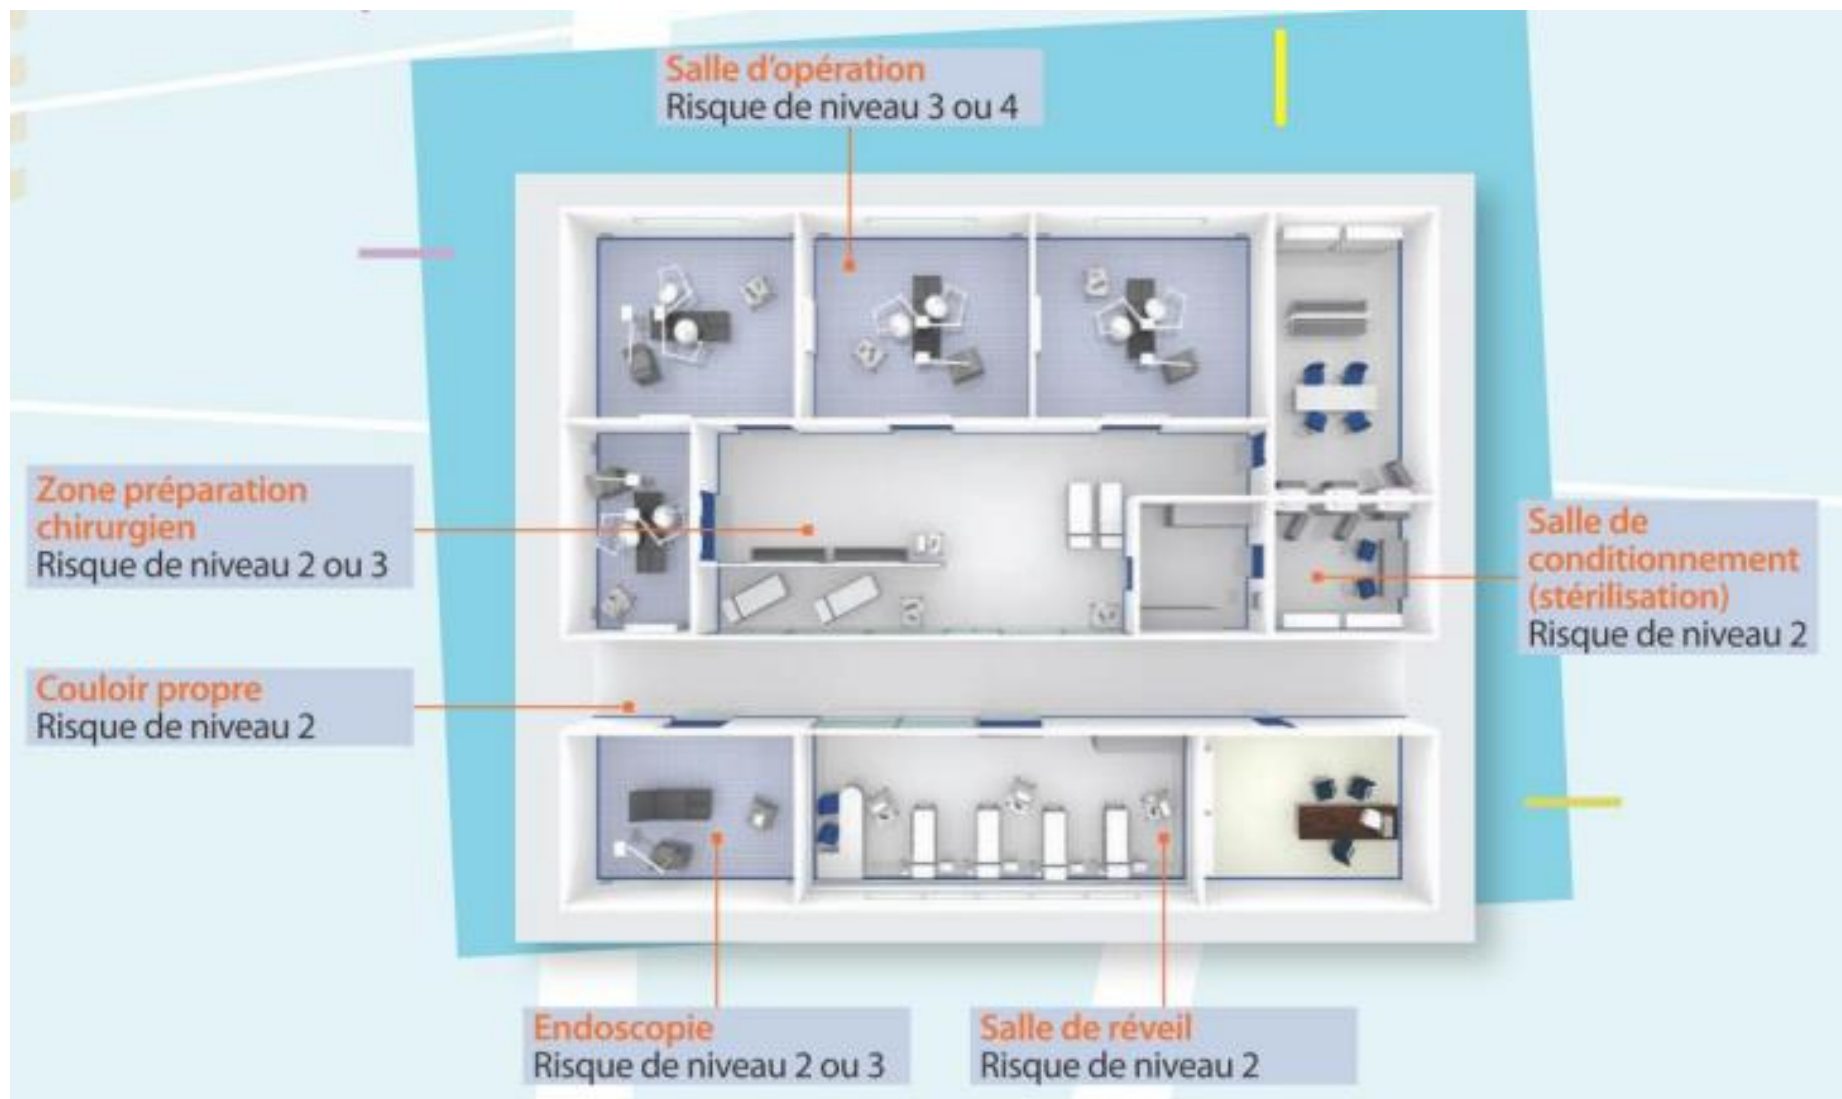 Salle d'opération
Risque de niveau 3 ou 4
Zone préparation
chirurgien
Risque de niveau 2 ou 3
Salle de
conditionnement
(stérilisation)
Risque de niveau 2
Couloir propre
Risque de niveau 2
Endoscopie
Risque de niveau 2 ou 3
Salle de réveil
Risque de niveau 2